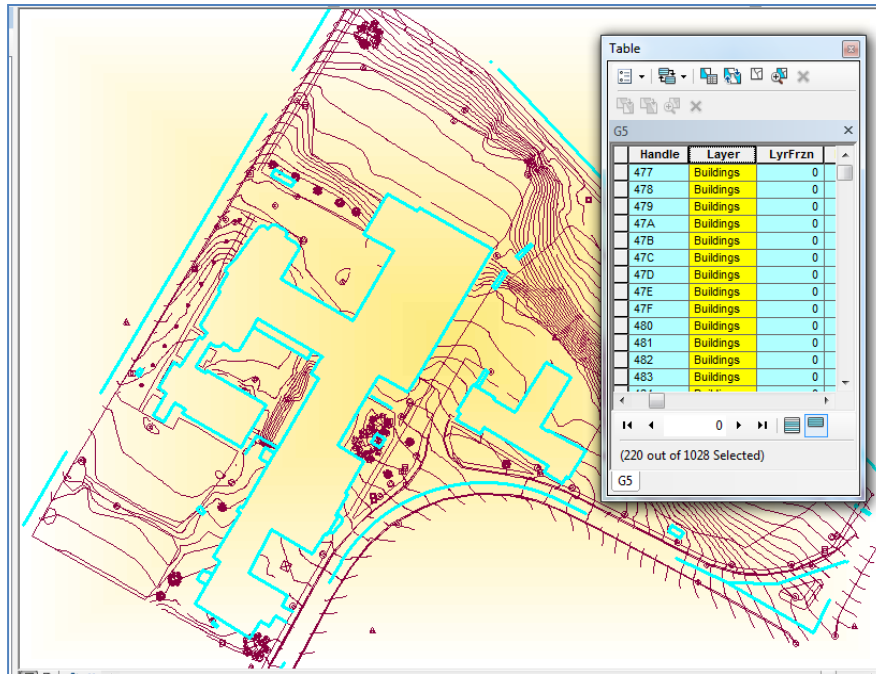 Table
G5
Handle Layer LyrFrzn
477 Buildings 0
478 Buildings 0
479 Buildings 0
47A Buildings 0
47B Buildings 0
47C Buildings 0
47D Buildings 0
47E Buildings 0
47F Buildings 0
480 Buildings 0
481 Buildings 0
482 Buildings 0
483 Buildings 0
0
(220 out of 1028 Selected)
G5